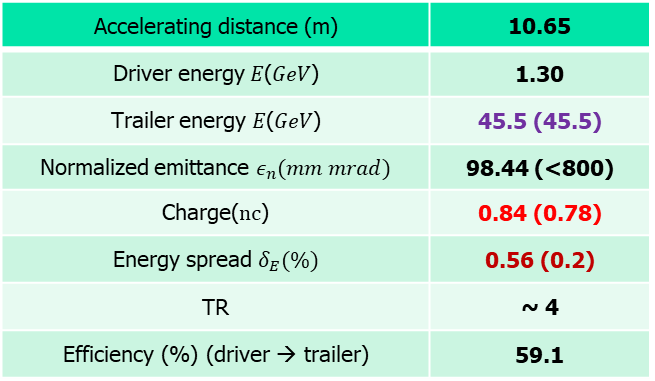 Accelerating distance (m) 10.65
Driver energy E(GeV) 1.30
Trailer energy E(GeV) 45.5 (45.5)
Normalized emittance ϵₙ(mm mrad) 98.44 (<800)
Charge(nc) 0.84 (0.78)
Energy spread δ_E(%) 0.56 (0.2)
TR ~ 4
Efficiency (%) (driver → trailer) 59.1